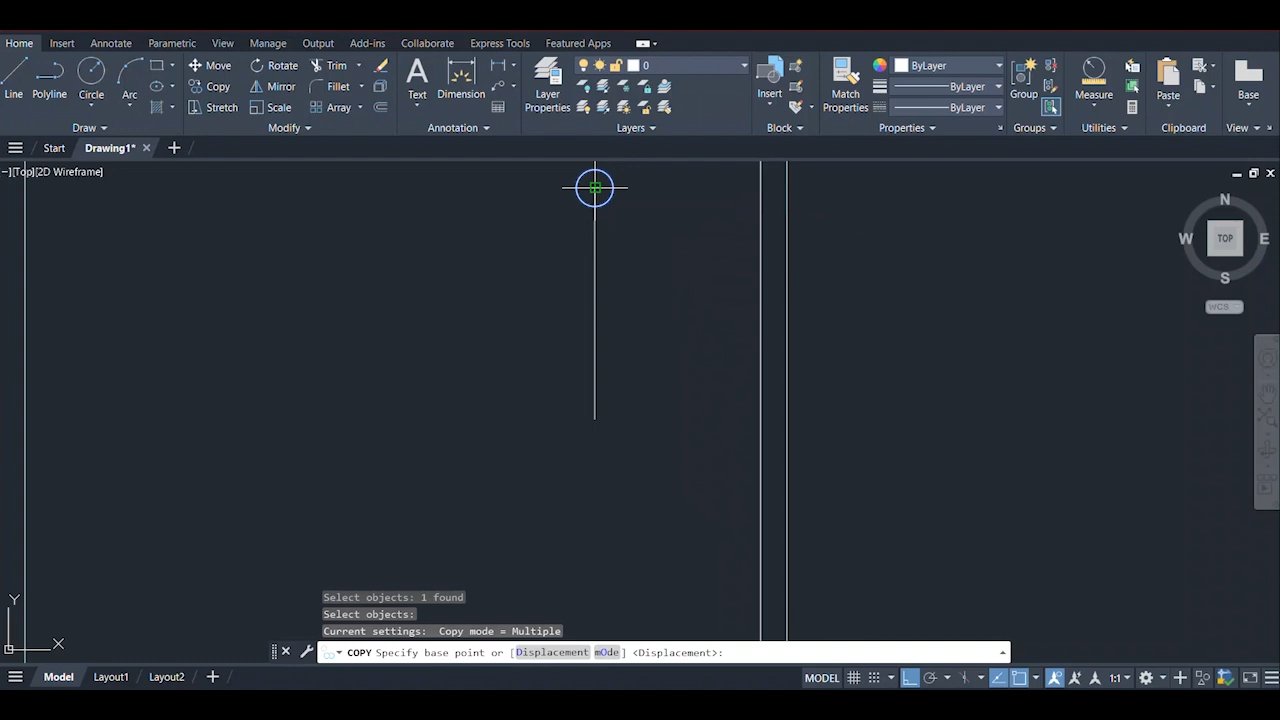 Home Insert Annotate Parametric View Manage Output Add-ins Collaborate Express Tools Featured Apps
Line Polyline Circle Arc
Move Rotate Trim
Copy Mirror Fillet
Stretch Scale Array
Text Dimension
Layer Properties
0
Insert
Match Properties
ByLayer
ByLayer
ByLayer
Group Measure Paste Base
Draw Modify Annotation Layers Block Properties Groups Utilities Clipboard View
Start Drawing1*
−][Top][2D Wireframe]
N
W TOP E
S
WCS
Y
X
Select objects: 1 found
Select objects:
Current settings: Copy mode = Multiple
COPY Specify base point or [Displacement mOde] <Displacement>:
Model Layout1 Layout2 MODEL 1:1